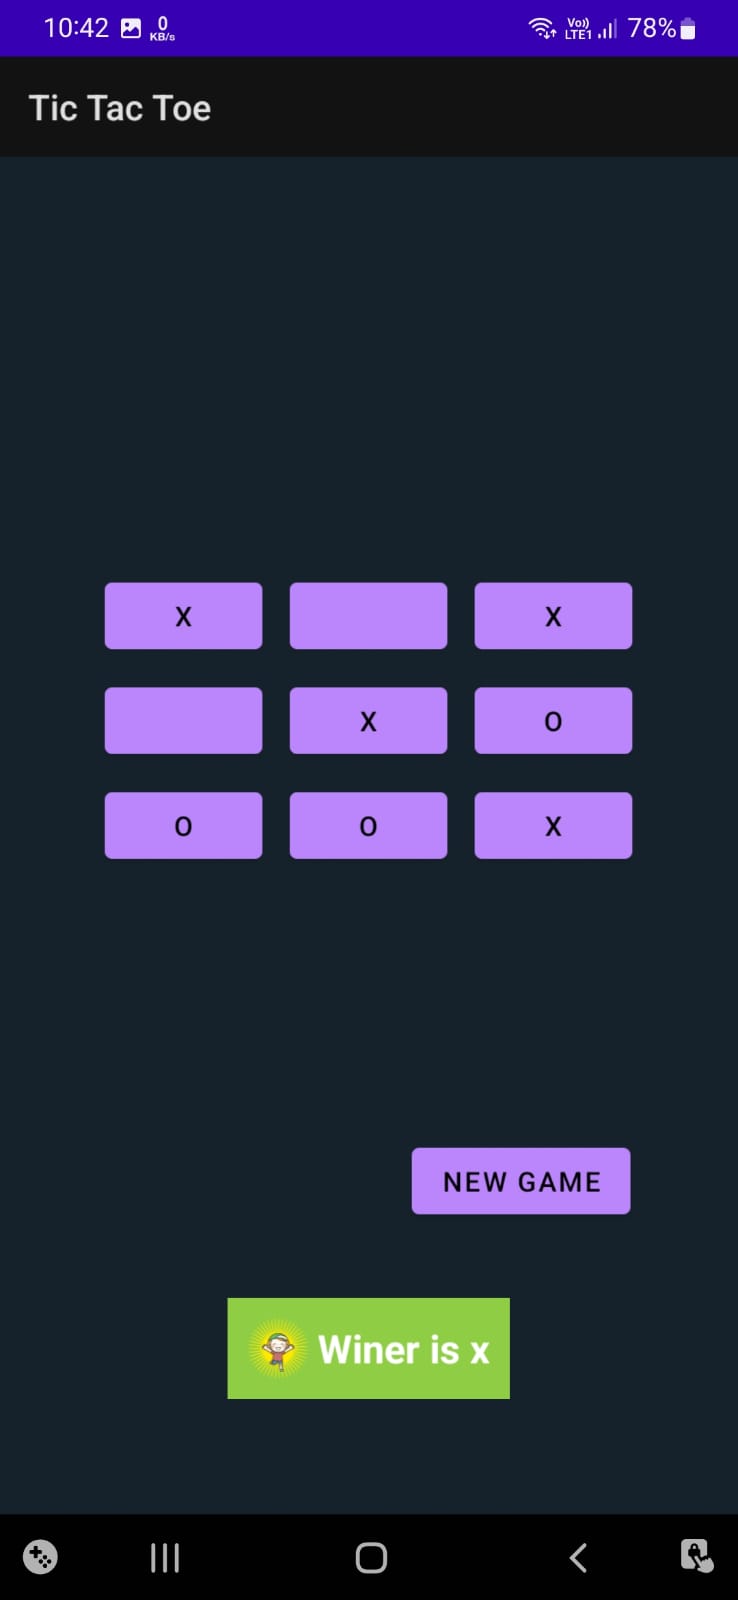 10:42 0 KB/s Vo)) LTE1 78%
Tic Tac Toe
X X
X O
O O X
NEW GAME
Winer is x